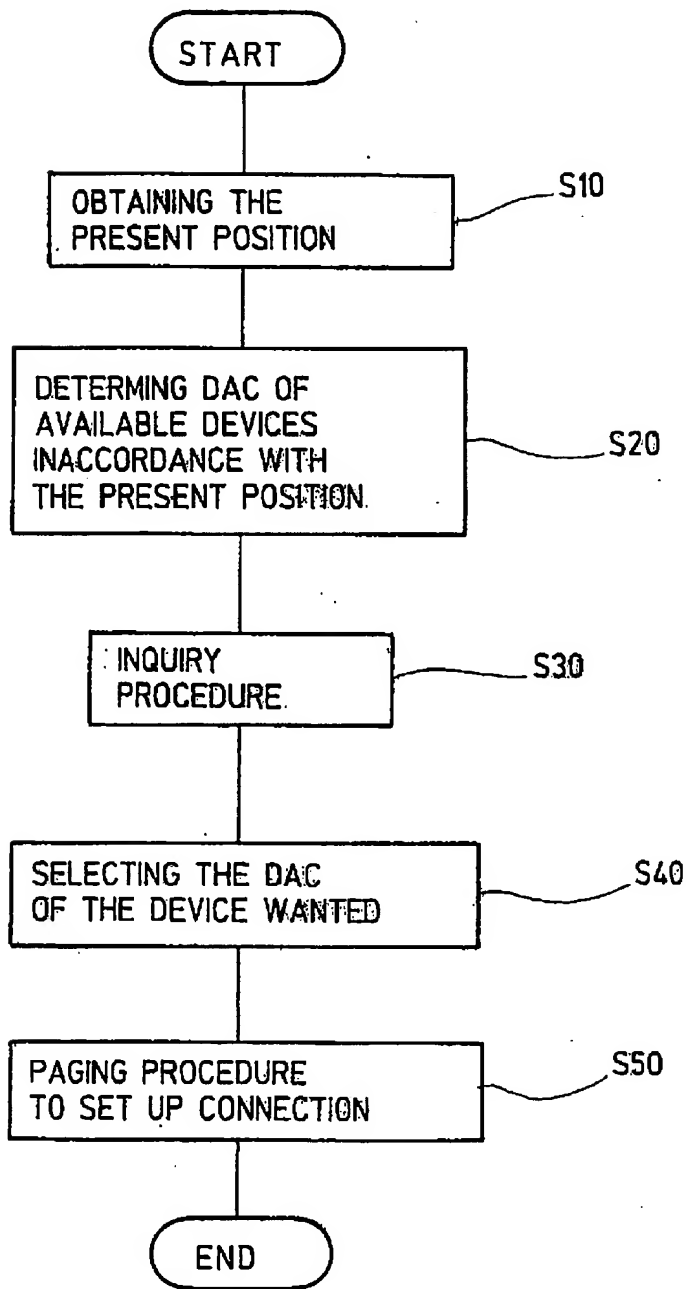 START
OBTAINING THE
PRESENT POSITION
S10
DETERMING DAC OF
AVAILABLE DEVICES
INACCORDANCE WITH
THE PRESENT POSITION
S20
INQUIRY
PROCEDURE
S30
SELECTING THE DAC
OF THE DEVICE WANTED
S40
PAGING PROCEDURE
TO SET UP CONNECTION
S50
END